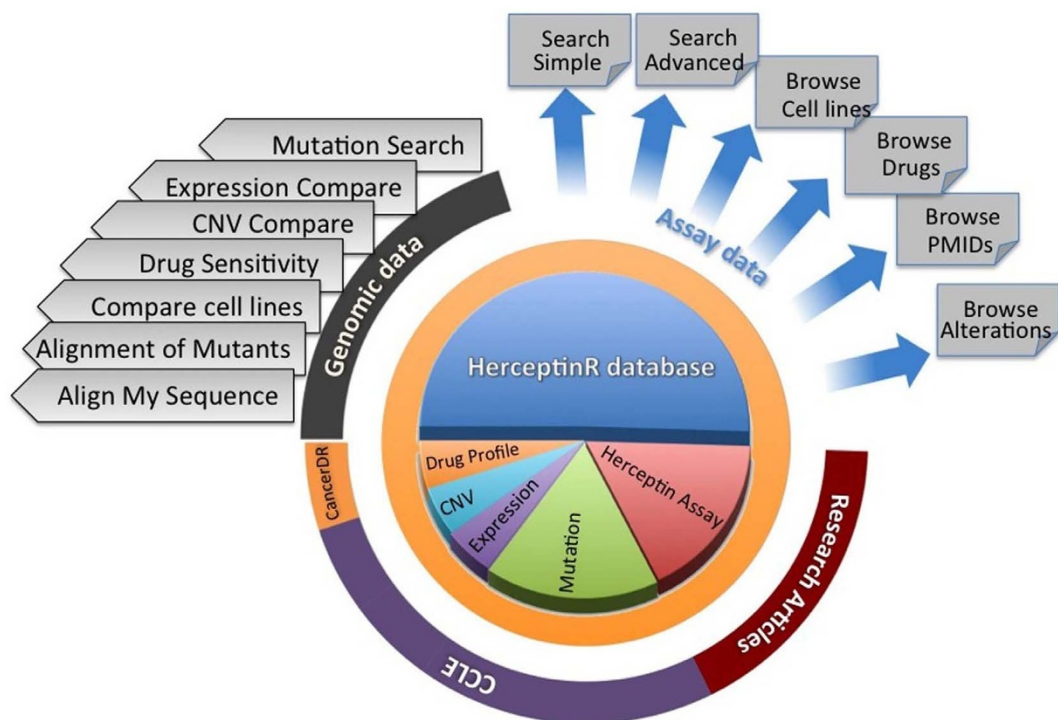 Search
Simple
Search
Advanced
Browse
Cell lines
Browse
Drugs
Browse
PMIDs
Browse
Alterations
Assay data
Mutation Search
Expression Compare
CNV Compare
Drug Sensitivity
Compare cell lines
Alignment of Mutants
Align My Sequence
Genomic data
HerceptinR database
Drug Profile
CNV
Expression
Mutation
Herceptin Assay
CancerDR
CCLE
Research Articles